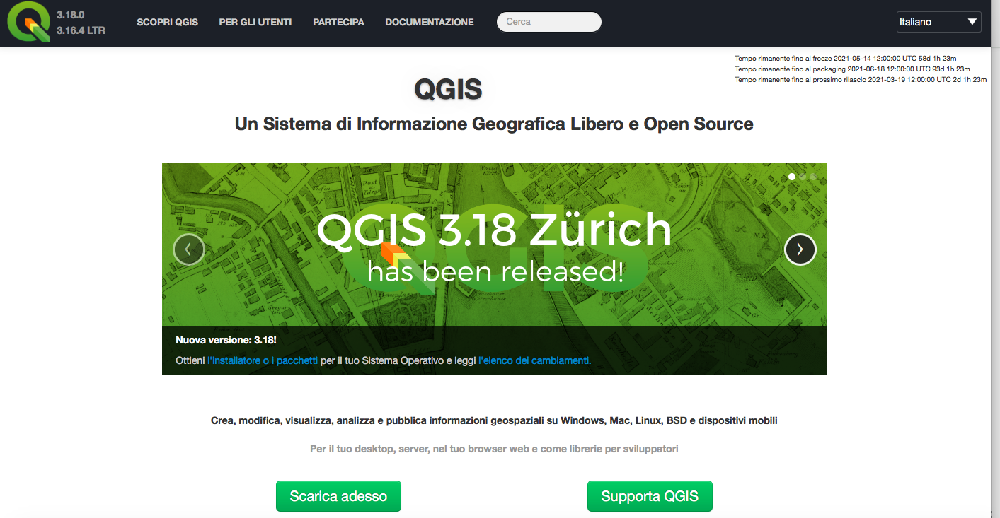 3.18.0
3.16.4 LTR
SCOPRI QGIS
PER GLI UTENTI
PARTECIPA
DOCUMENTAZIONE
Cerca
Italiano
Tempo rimanente fino al freeze 2021-05-14 12:00:00 UTC 58d 1h 23m
Tempo rimanente fino al packaging 2021-06-18 12:00:00 UTC 93d 1h 23m
Tempo rimanente fino al prossimo rilascio 2021-03-19 12:00:00 UTC 2d 1h 23m
QGIS
Un Sistema di Informazione Geografica Libero e Open Source
QGIS
QGIS 3.18 Zürich
has been released!
Nuova versione: 3.18!
Ottieni l'installatore o i pacchetti per il tuo Sistema Operativo e leggi l'elenco dei cambiamenti.
Crea, modifica, visualizza, analizza e pubblica informazioni geospaziali su Windows, Mac, Linux, BSD e dispositivi mobili
Per il tuo desktop, server, nel tuo browser web e come librerie per sviluppatori
Scarica adesso
Supporta QGIS